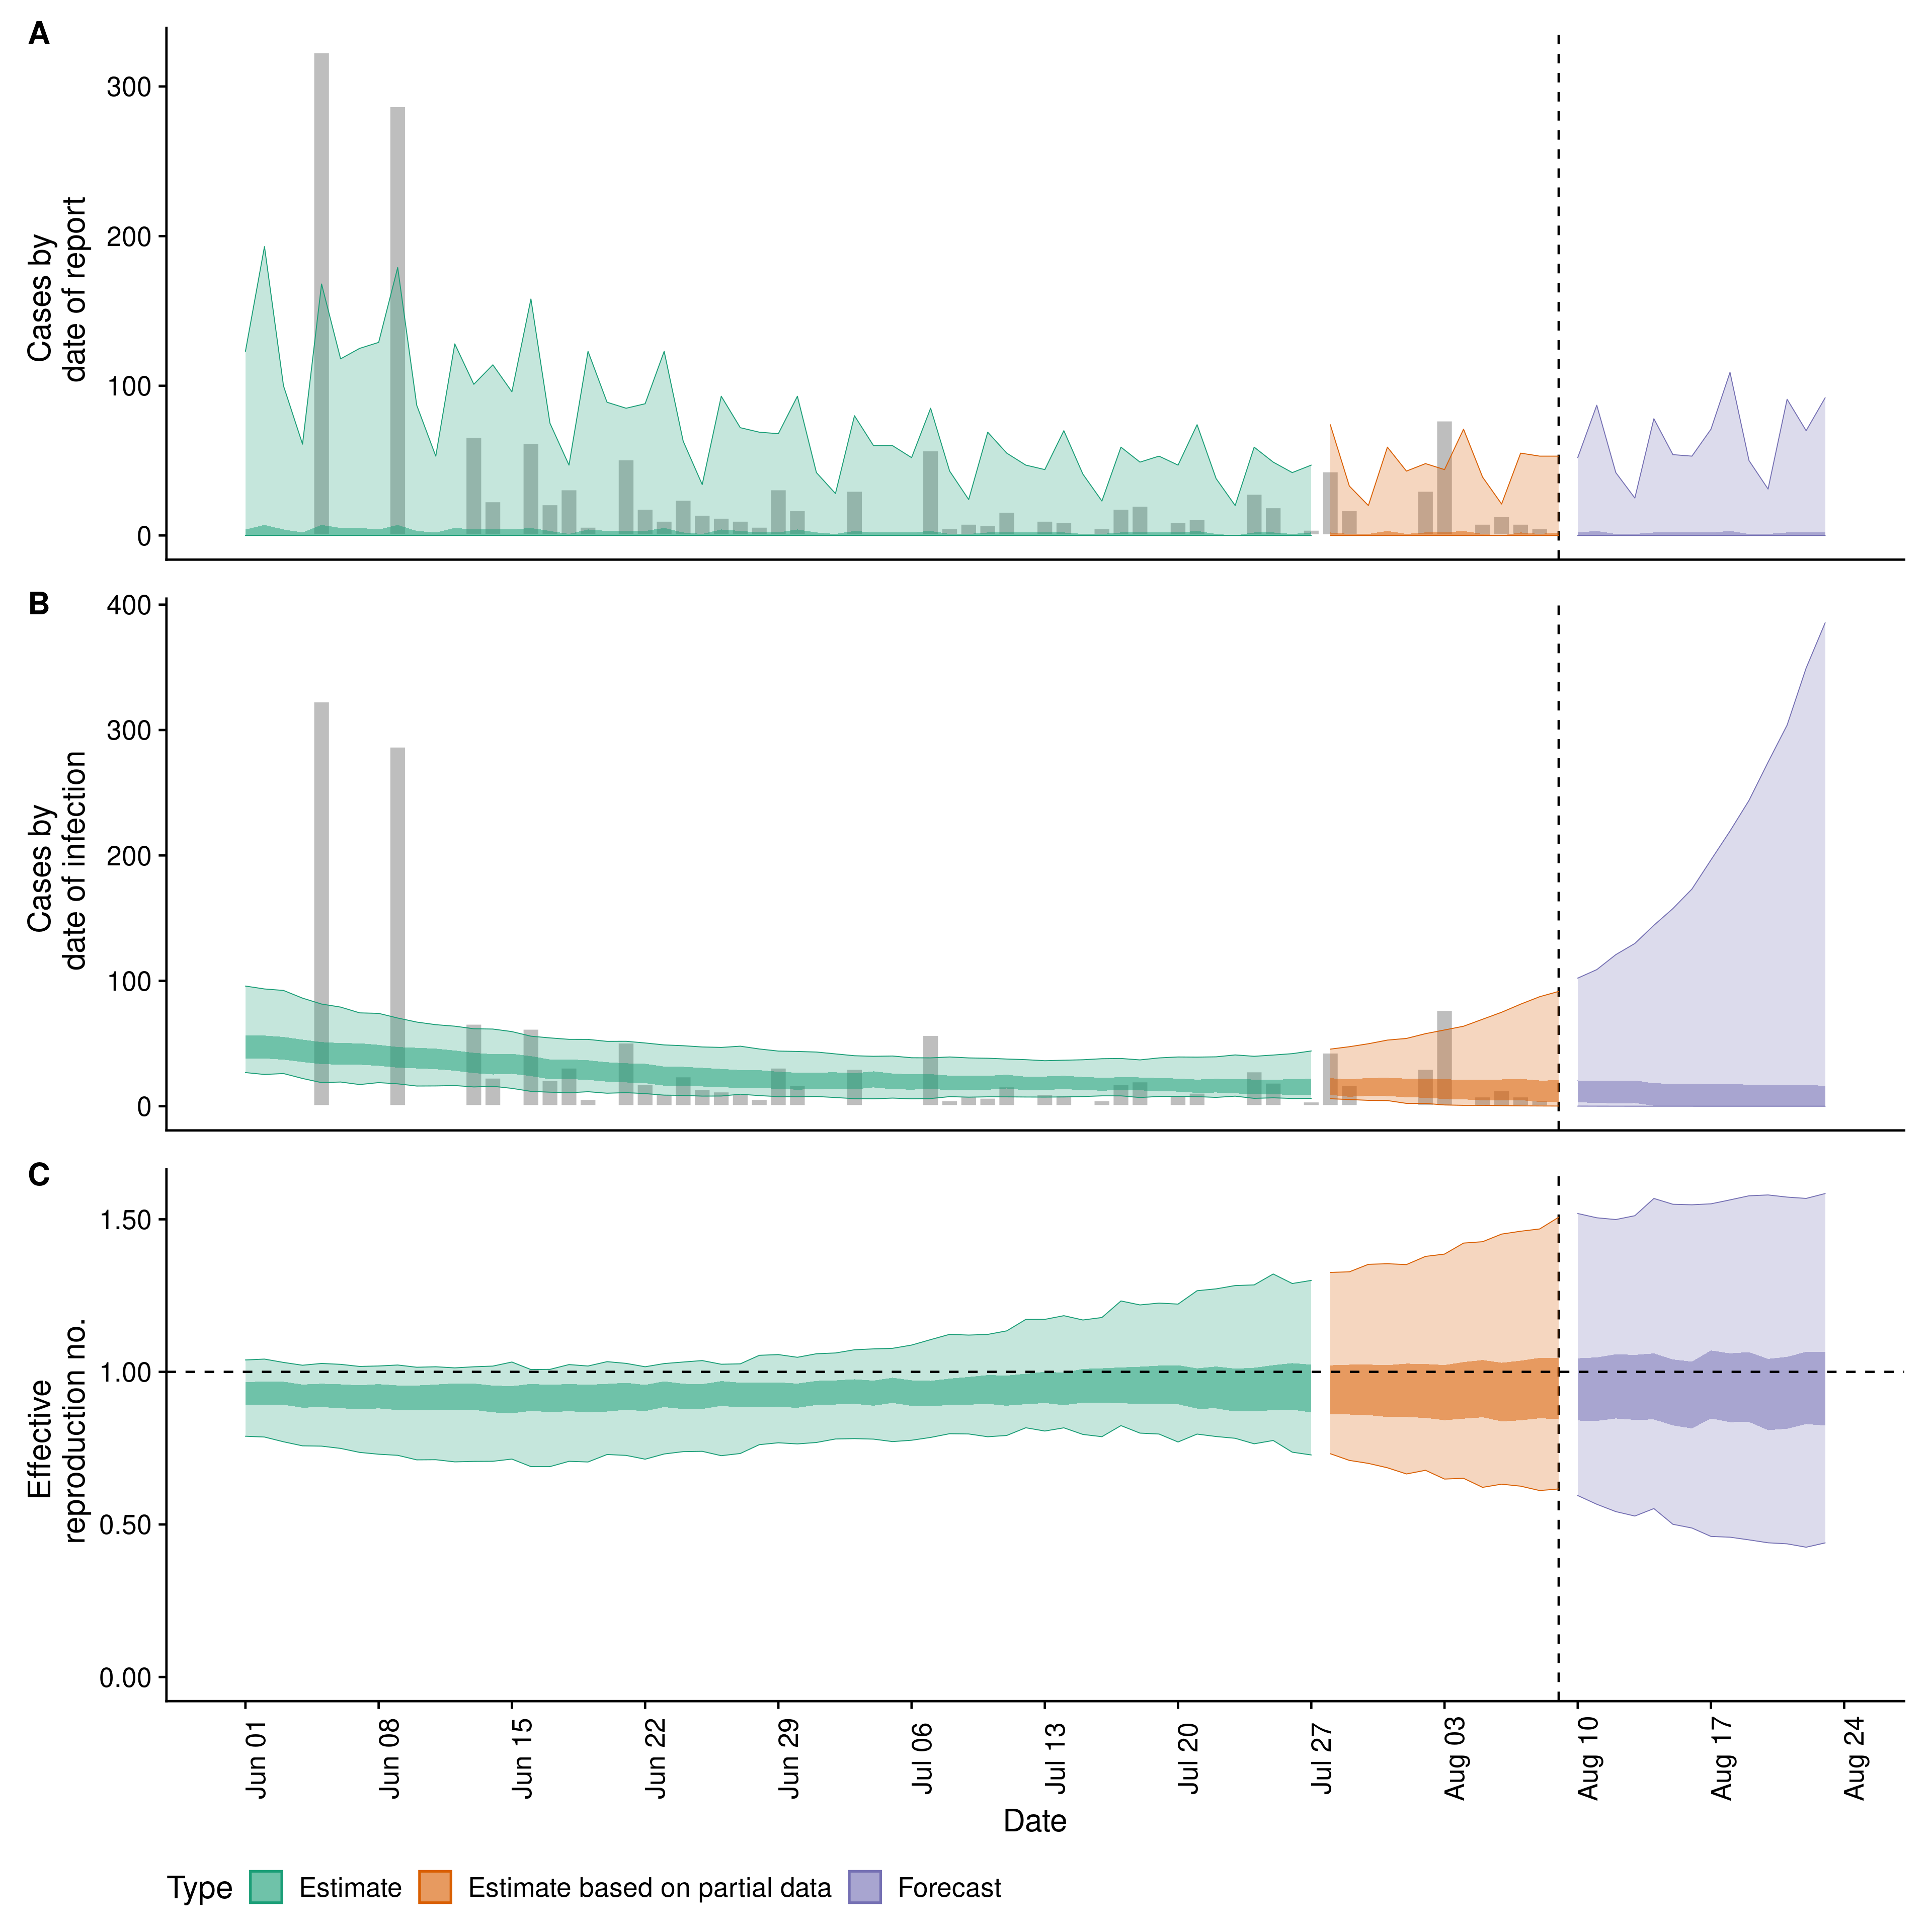 A
300
200
100
0
Cases by
date of report
B
400
300
200
100
0
Cases by
date of infection
C
1.50
1.00
0.50
0.00
Effective
reproduction no.
Jun 01
Jun 08
Jun 15
Jun 22
Jun 29
Jul 06
Jul 13
Jul 20
Jul 27
Aug 03
Aug 10
Aug 17
Aug 24
Date
Type Estimate Estimate based on partial data Forecast